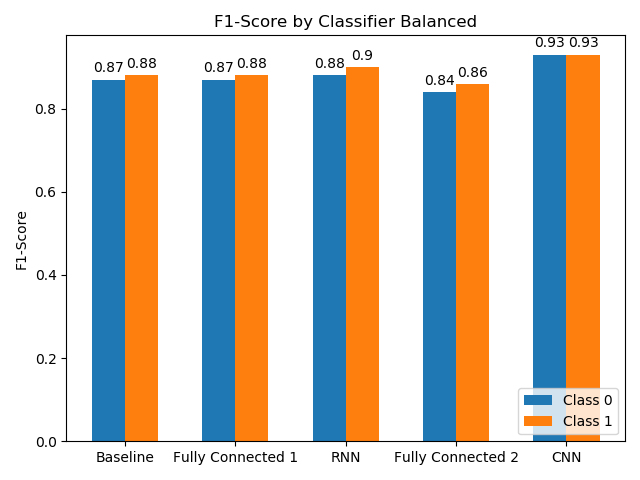 F1-Score by Classifier Balanced
0.87 0.88 0.87 0.88 0.88 0.9 0.84 0.86 0.93 0.93
F1-Score
0.8
0.6
0.4
0.2
0.0
Class 0
Class 1
Baseline Fully Connected 1 RNN Fully Connected 2 CNN